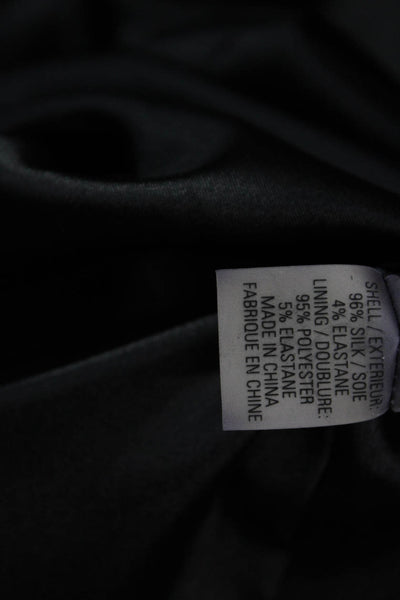 SHELL / EXTERIEUR:
96% SILK / SOIE
4% ELASTANE
LINING / DOUBLURE:
95% POLYESTER
5% ELASTANE
MADE IN CHINA
FABRIQUE EN CHINE